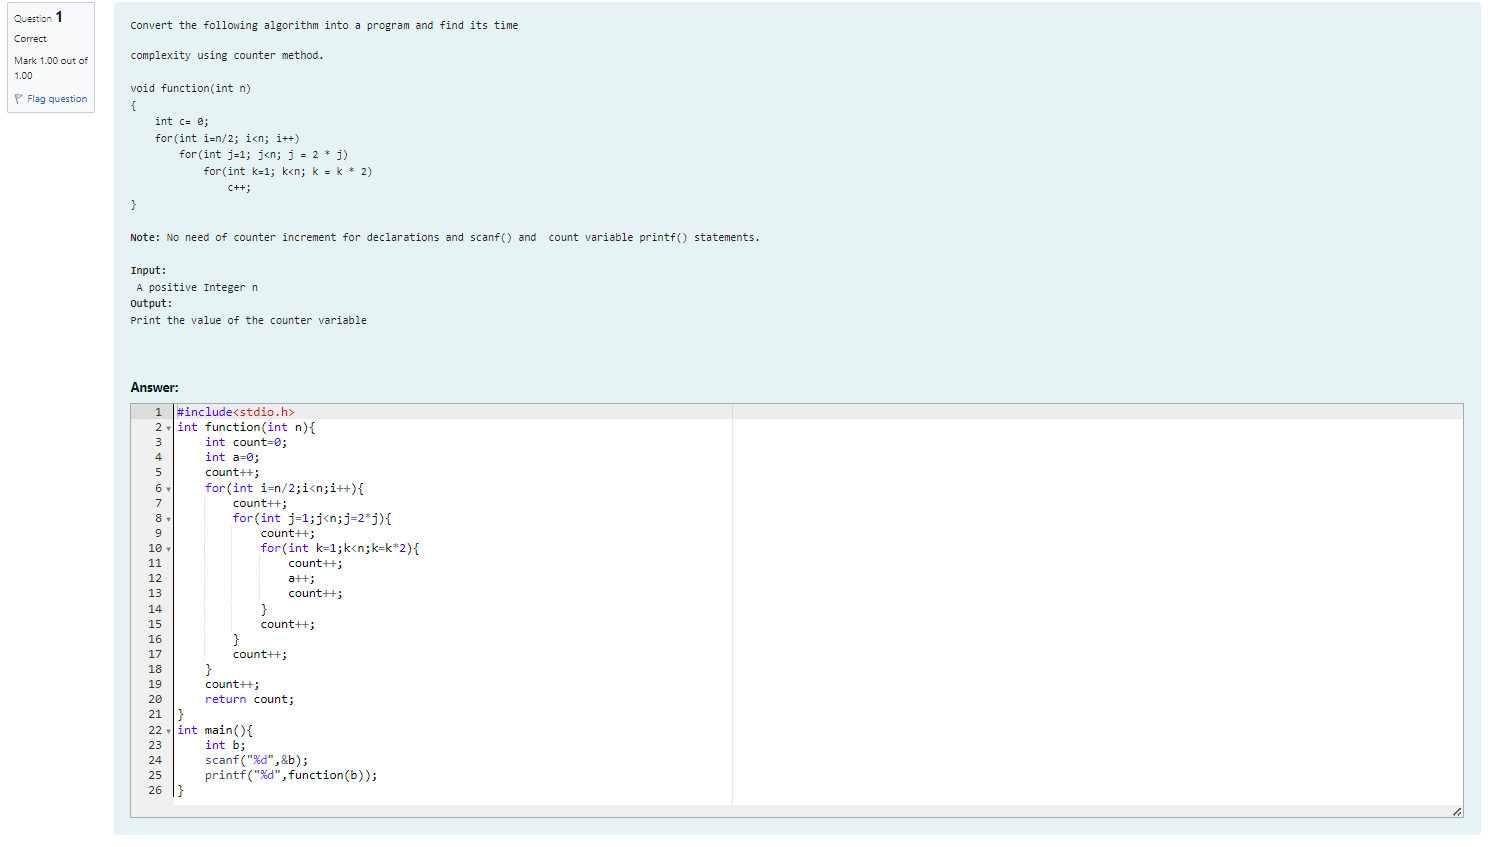 Question 1
Correct
Mark 1.00 out of
1.00
Flag question
Convert the following algorithm into a program and find its time
complexity using counter method.
void function(int n)
{
    int c= 0;
    for(int i=n/2; i<n; i++)
        for(int j=1; j<n; j = 2 * j)
            for(int k=1; k<n; k = k * 2)
                c++;
}
Note: No need of counter increment for declarations and scanf() and  count variable printf() statements.
Input:
 A positive Integer n
Output:
Print the value of the counter variable
Answer:
1 #include<stdio.h>
2 int function(int n){
3     int count=0;
4     int a=0;
5     count++;
6     for(int i=n/2;i<n;i++){
7         count++;
8         for(int j=1;j<n;j=2*j){
9             count++;
10             for(int k=1;k<n;k=k*2){
11                 count++;
12                 a++;
13                 count++;
14             }
15             count++;
16         }
17         count++;
18     }
19     count++;
20     return count;
21 }
22 int main(){
23     int b;
24     scanf("%d",&b);
25     printf("%d",function(b));
26 }